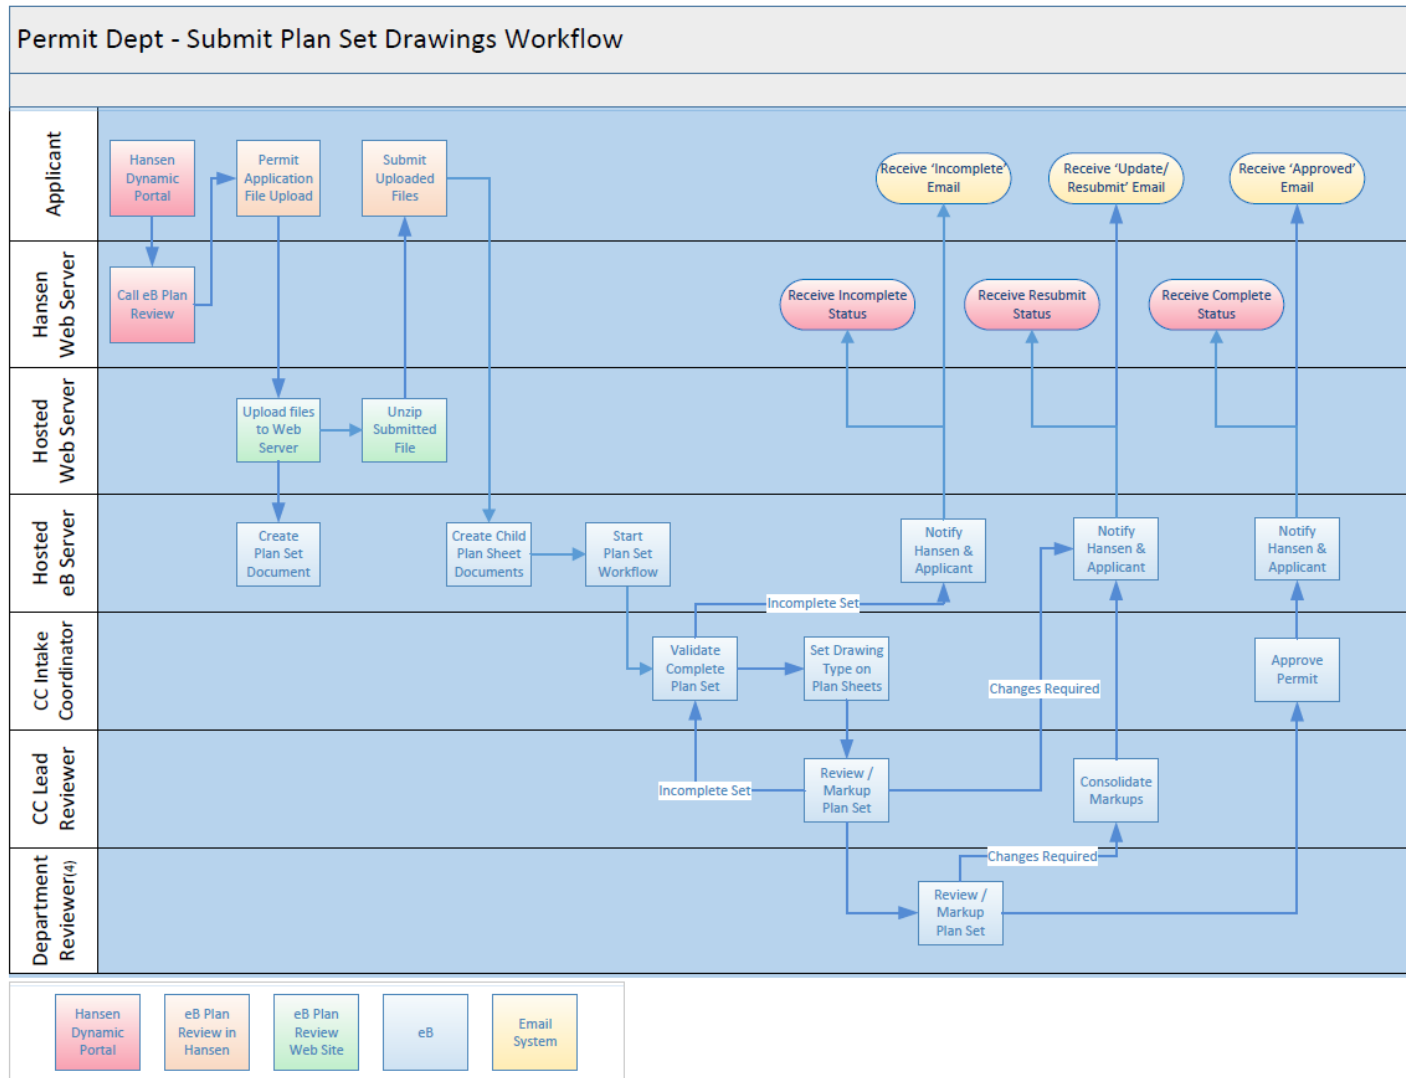 Permit Dept - Submit Plan Set Drawings Workflow
Applicant
Hansen
Dynamic
Portal
Permit
Application
File Upload
Submit
Uploaded
Files
Receive ‘Incomplete’
Email
Receive ‘Update/
Resubmit’ Email
Receive ‘Approved’
Email
Hansen
Web Server
Call eB Plan
Review
Receive Incomplete
Status
Receive Resubmit
Status
Receive Complete
Status
Hosted
Web Server
Upload files
to Web
Server
Unzip
Submitted
File
Hosted
eB Server
Create
Plan Set
Document
Create Child
Plan Sheet
Documents
Start
Plan Set
Workflow
Notify
Hansen &
Applicant
Notify
Hansen &
Applicant
Notify
Hansen &
Applicant
Incomplete Set
CC Intake
Coordinator
Validate
Complete
Plan Set
Set Drawing
Type on
Plan Sheets
Changes Required
Approve
Permit
CC Lead
Reviewer
Incomplete Set
Review /
Markup
Plan Set
Consolidate
Markups
Department
Reviewer(4)
Changes Required
Review /
Markup
Plan Set
Hansen
Dynamic
Portal
eB Plan
Review in
Hansen
eB Plan
Review
Web Site
eB
Email
System